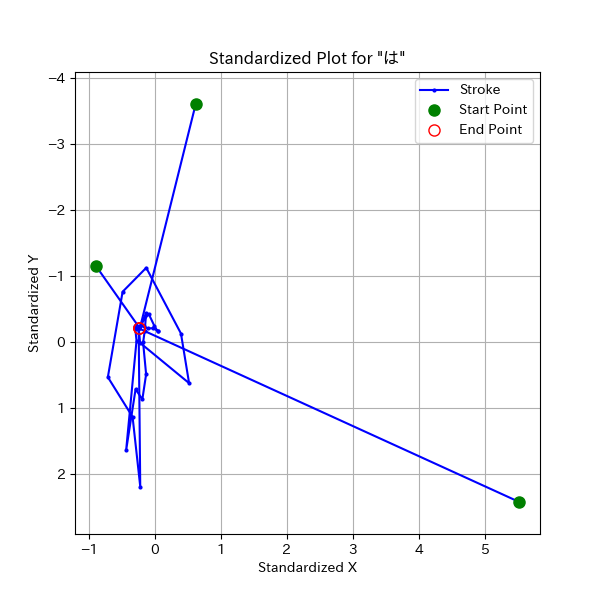 Standardized Plot for "は"
Stroke
Start Point
End Point
−4
−3
−2
−1
0
1
2
Standardized Y
−1 0 1 2 3 4 5
Standardized X